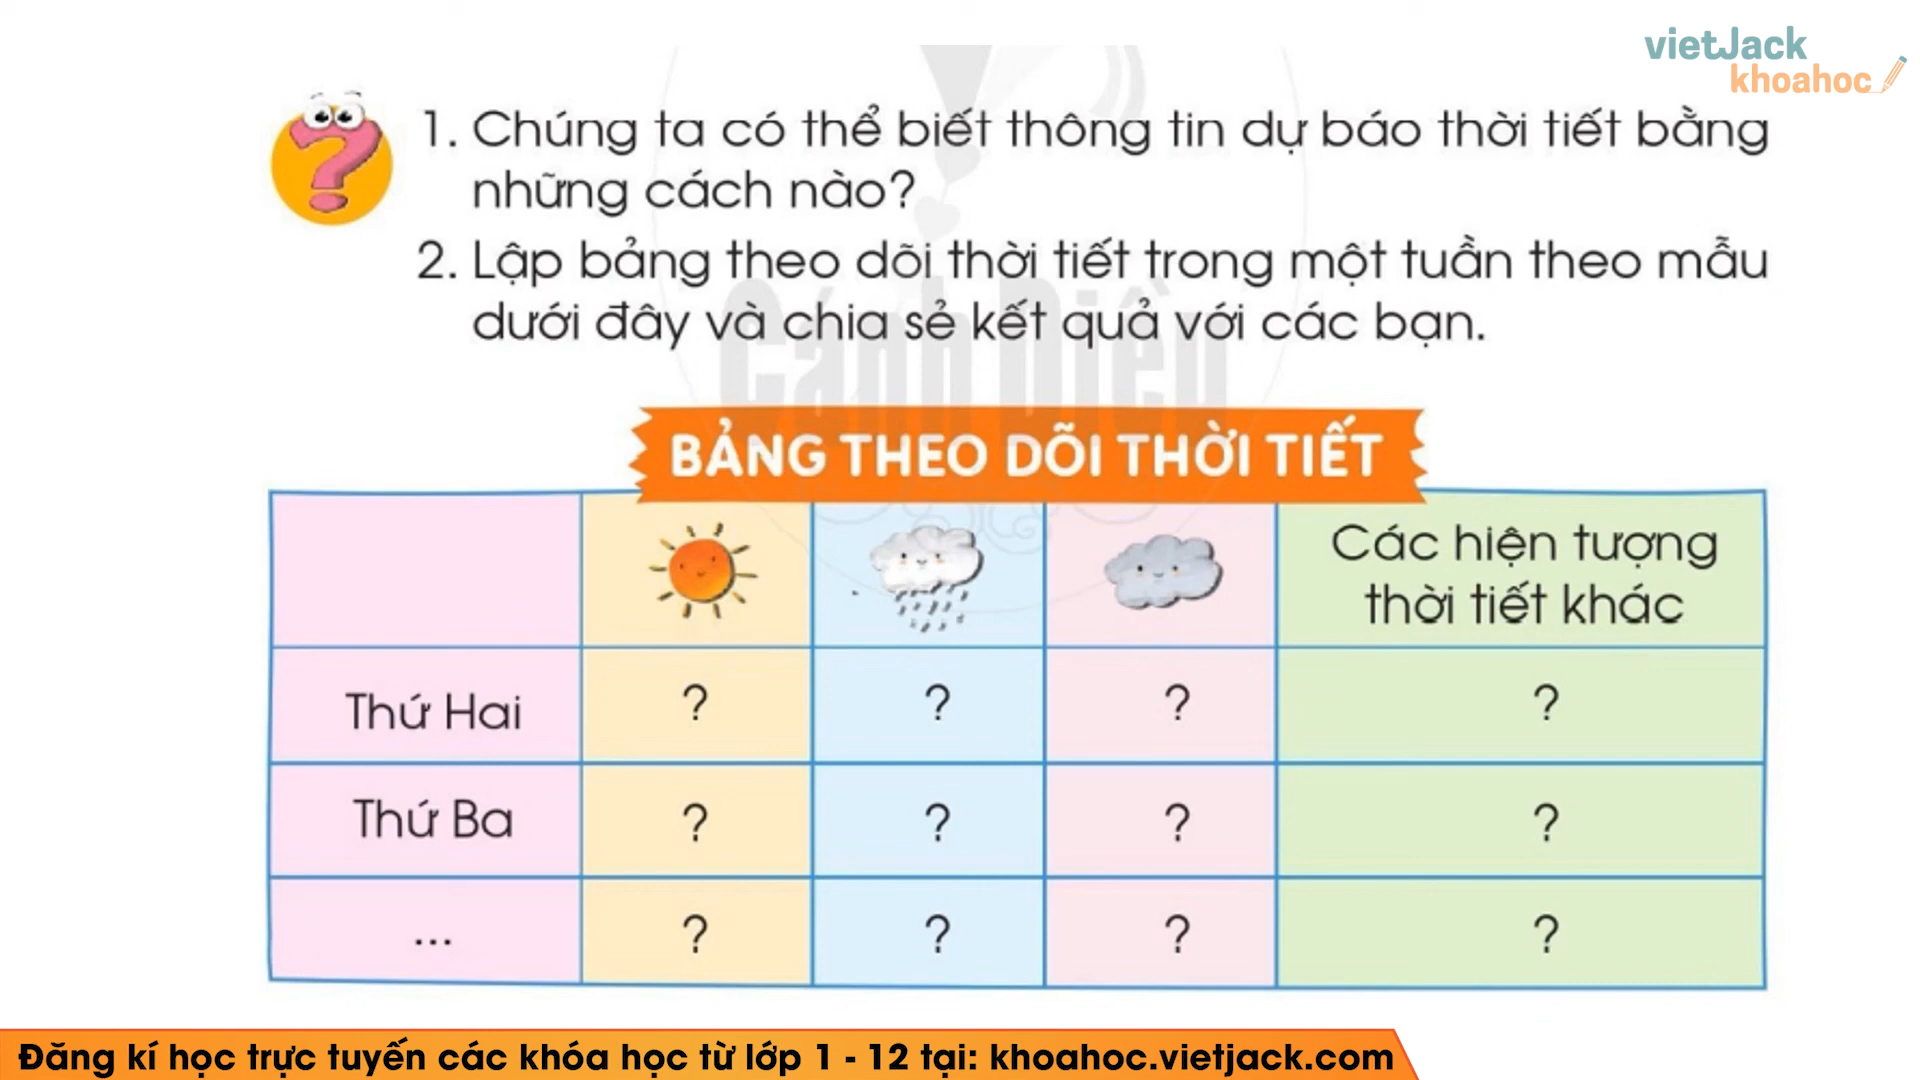 vietJack
khoahoc
1. Chúng ta có thể biết thông tin dự báo thời tiết bằng
những cách nào?
2. Lập bảng theo dõi thời tiết trong một tuần theo mẫu
dưới đây và chia sẻ kết quả với các bạn.
Cánh Diều
BẢNG THEO DÕI THỜI TIẾT
Các hiện tượng
thời tiết khác
Thứ Hai ? ? ? ?
Thứ Ba ? ? ? ?
... ? ? ? ?
Đăng kí học trực tuyến các khóa học từ lớp 1 - 12 tại: khoahoc.vietjack.com